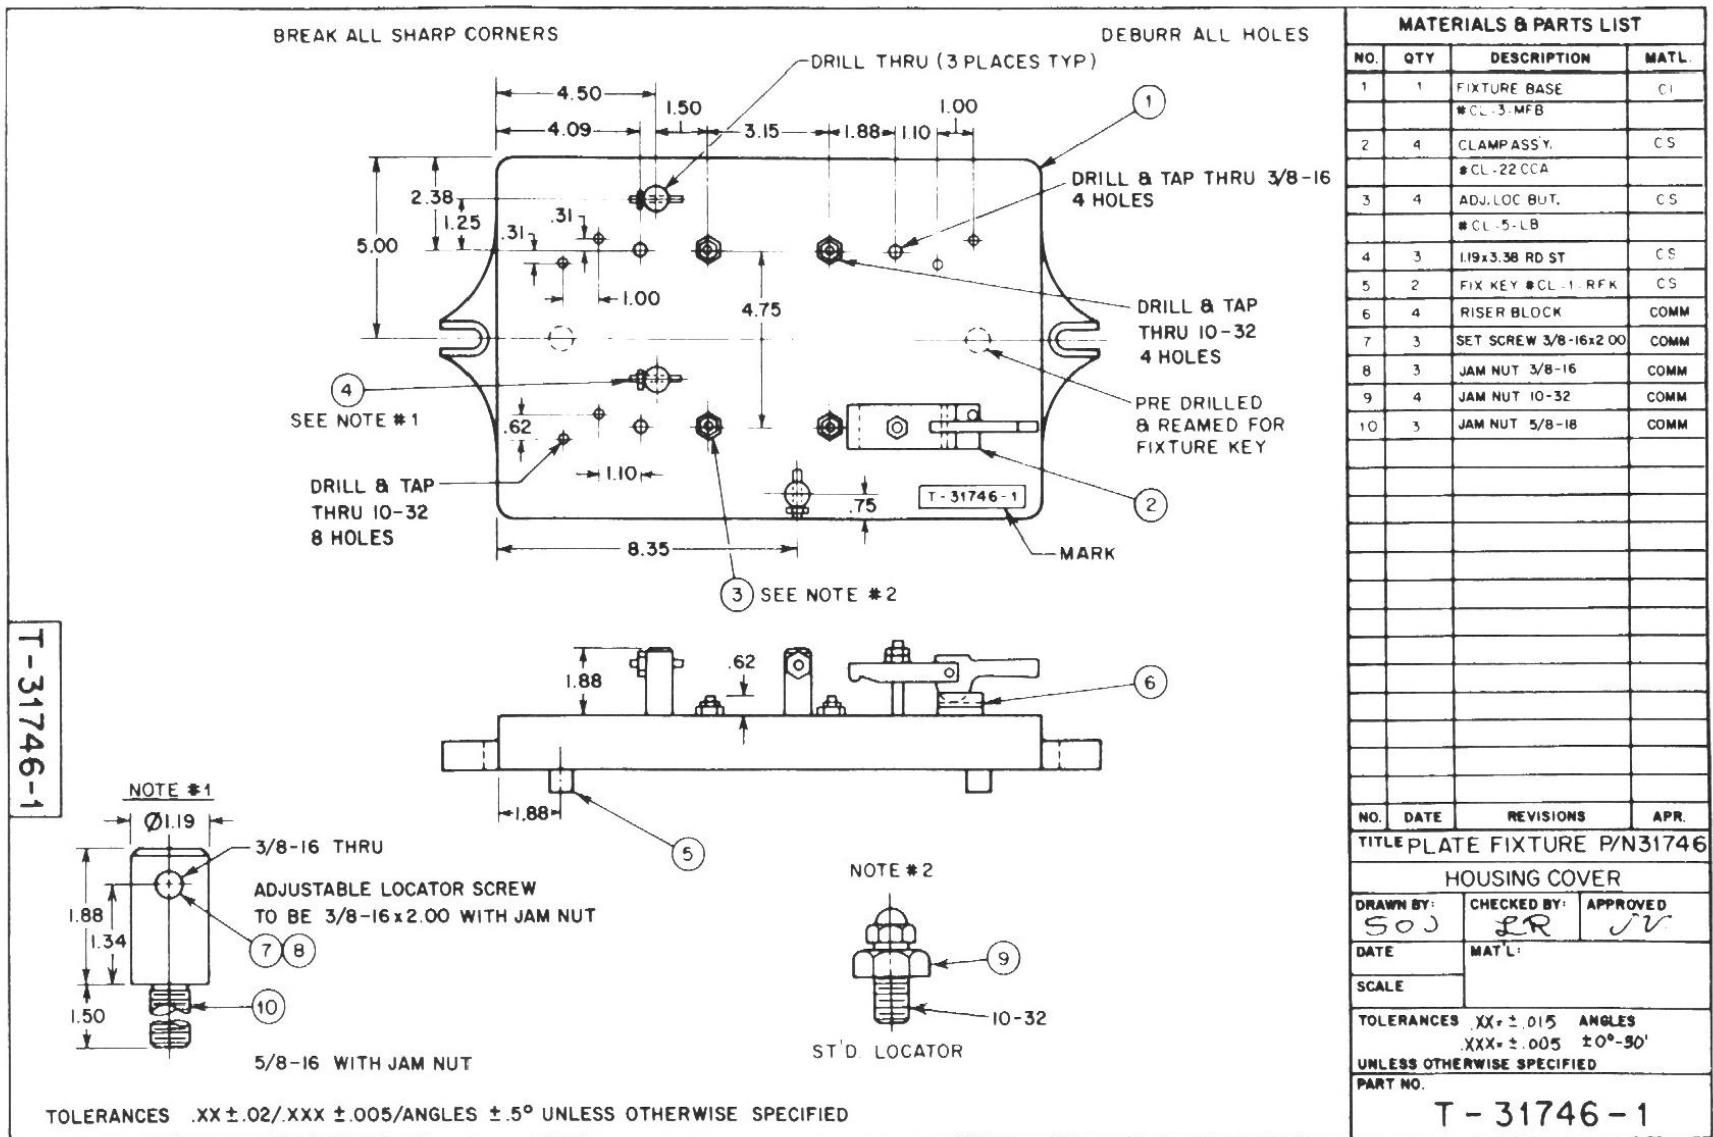 BREAK ALL SHARP CORNERS
DEBURR ALL HOLES
DRILL THRU (3 PLACES TYP)
4.50
1.50
1.00
4.09
3.15
1.88
1.10
1
2.38
1.25
.31
.31
5.00
DRILL & TAP THRU 3/8-16
4 HOLES
1.00
4.75
DRILL & TAP
THRU 10-32
4 HOLES
4
SEE NOTE #1
.62
PRE DRILLED
& REAMED FOR
FIXTURE KEY
1.10
DRILL & TAP
THRU 10-32
8 HOLES
.75
T-31746-1
2
8.35
MARK
3 SEE NOTE #2
T-31746-1
1.88
.62
6
1.88
5
NOTE #1
Ø1.19
3/8-16 THRU
ADJUSTABLE LOCATOR SCREW
TO BE 3/8-16x2.00 WITH JAM NUT
1.88
1.34
7 8
1.50
10
5/8-16 WITH JAM NUT
NOTE #2
9
10-32
ST'D. LOCATOR
TOLERANCES .XX ±.02/.XXX ±.005/ANGLES ±.5° UNLESS OTHERWISE SPECIFIED
MATERIALS & PARTS LIST
NO. QTY DESCRIPTION MATL.
1 1 FIXTURE BASE CI
#CL-3-MFB
2 4 CLAMP ASS'Y. CS
#CL-22 CCA
3 4 ADJ. LOC BUT. CS
#CL-5-LB
4 3 1.19x3.38 RD ST CS
5 2 FIX KEY #CL-1-RFK CS
6 4 RISER BLOCK COMM
7 3 SET SCREW 3/8-16x2.00 COMM
8 3 JAM NUT 3/8-16 COMM
9 4 JAM NUT 10-32 COMM
10 3 JAM NUT 5/8-18 COMM
NO. DATE REVISIONS APR.
TITLE PLATE FIXTURE P/N31746
HOUSING COVER
DRAWN BY: CHECKED BY: APPROVED
LR
DATE MAT'L:
SCALE
TOLERANCES .XX= ±.015 ANGLES
.XXX= ±.005 ±0°-30'
UNLESS OTHERWISE SPECIFIED
PART NO.
T-31746-1